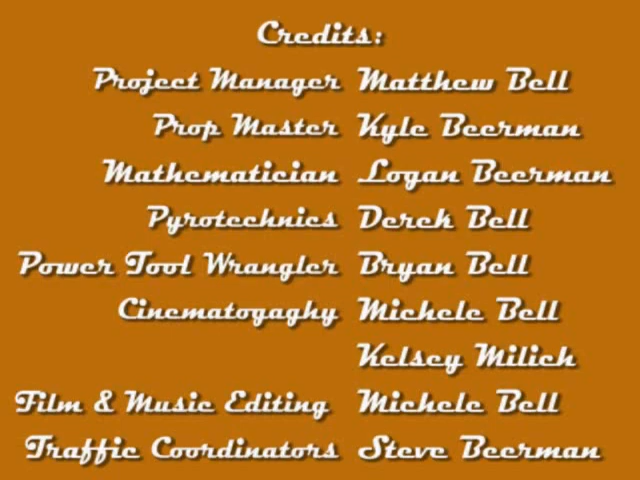 Credits:
Project Manager Matthew Bell
Prop Master Kyle Beerman
Mathematician Logan Beerman
Pyrotechnics Derek Bell
Power Tool Wrangler Bryan Bell
Cinematogaghy Michele Bell
Kelsey Milich
Film & Music Editing Michele Bell
Traffic Coordinators Steve Beerman